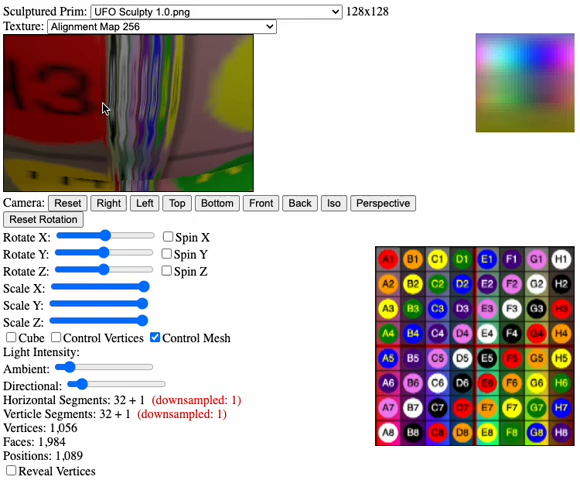 Sculptured Prim: UFO Sculpty 1.0.png 128x128
Texture: Alignment Map 256
Camera: Reset Right Left Top Bottom Front Back Iso Perspective
Reset Rotation
Rotate X: Spin X
Rotate Y: Spin Y
Rotate Z: Spin Z
Scale X:
Scale Y:
Scale Z:
Cube Control Vertices Control Mesh
Light Intensity:
Ambient:
Directional:
Horizontal Segments: 32 + 1 (downsampled: 1)
Verticle Segments: 32 + 1 (downsampled: 1)
Vertices: 1,056
Faces: 1,984
Positions: 1,089
Reveal Vertices
A1 B1 C1 D1 E1 F1 G1 H1
A2 B2 C2 D2 E2 F2 G2 H2
A3 B3 C3 D3 E3 F3 G3 H3
A4 B4 C4 D4 E4 F4 G4 H4
A5 B5 C5 D5 E5 F5 G5 H5
A6 B6 C6 D6 E6 F6 G6 H6
A7 B7 C7 D7 E7 F7 G7 H7
A8 B8 C8 D8 E8 F8 G8 H8